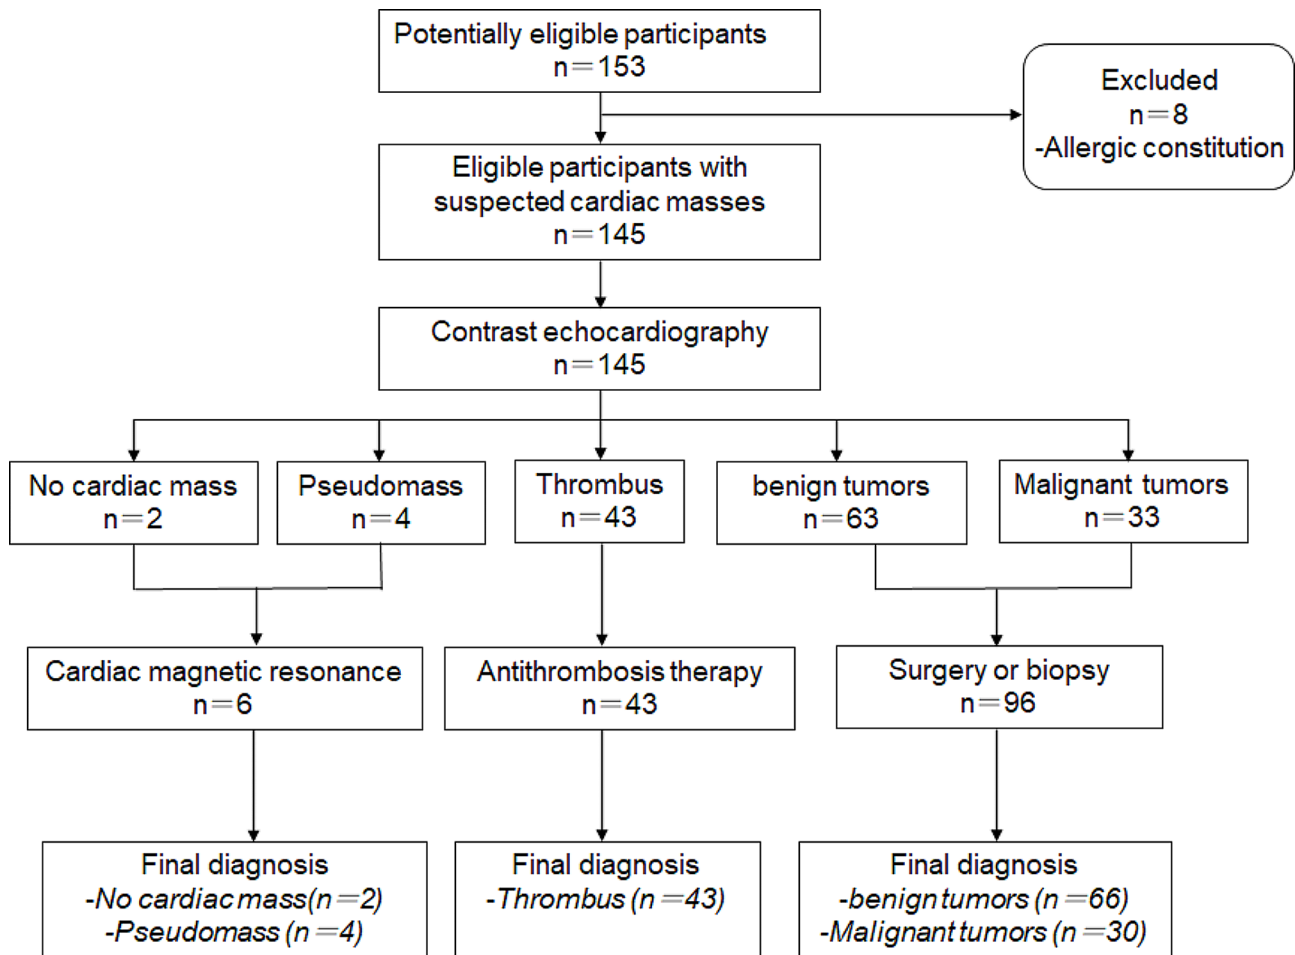 Potentially eligible participants
n=153
Excluded
n=8
-Allergic constitution
Eligible participants with
suspected cardiac masses
n=145
Contrast echocardiography
n=145
No cardiac mass
n=2
Pseudomass
n=4
Thrombus
n=43
benign tumors
n=63
Malignant tumors
n=33
Cardiac magnetic resonance
n=6
Antithrombosis therapy
n=43
Surgery or biopsy
n=96
Final diagnosis
-No cardiac mass(n=2)
-Pseudomass (n=4)
Final diagnosis
-Thrombus (n=43)
Final diagnosis
-benign tumors (n=66)
-Malignant tumors (n=30)